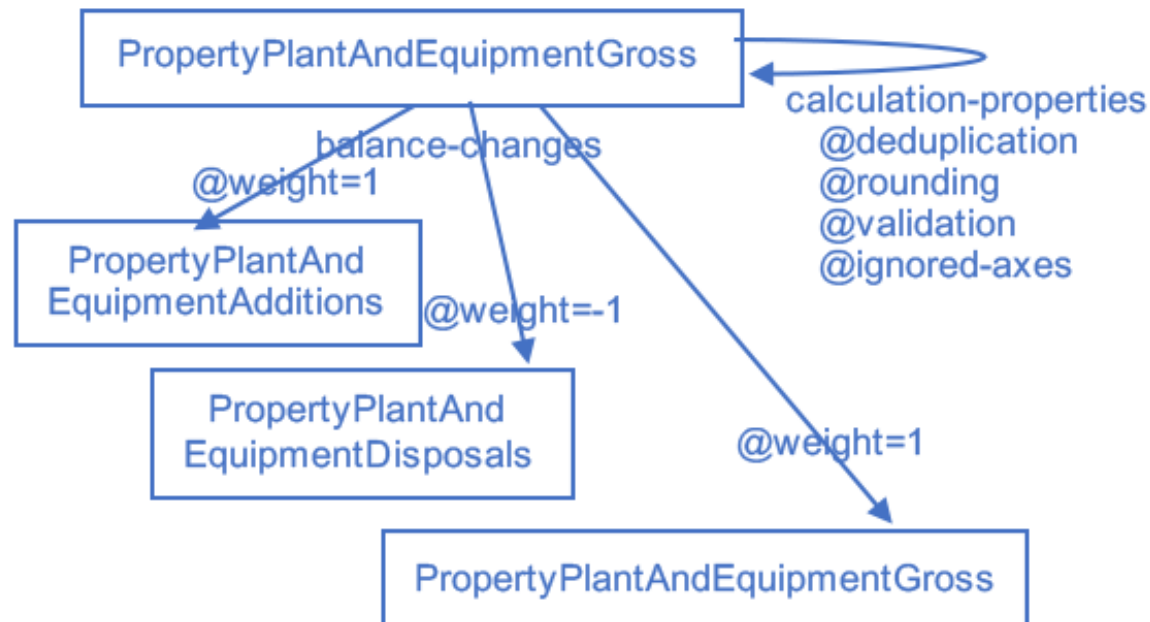 PropertyPlantAndEquipmentGross
calculation-properties
@deduplication
@rounding
@validation
@ignored-axes
balance-changes
@weight=1
PropertyPlantAnd
EquipmentAdditions
@weight=-1
PropertyPlantAnd
EquipmentDisposals
@weight=1
PropertyPlantAndEquipmentGross